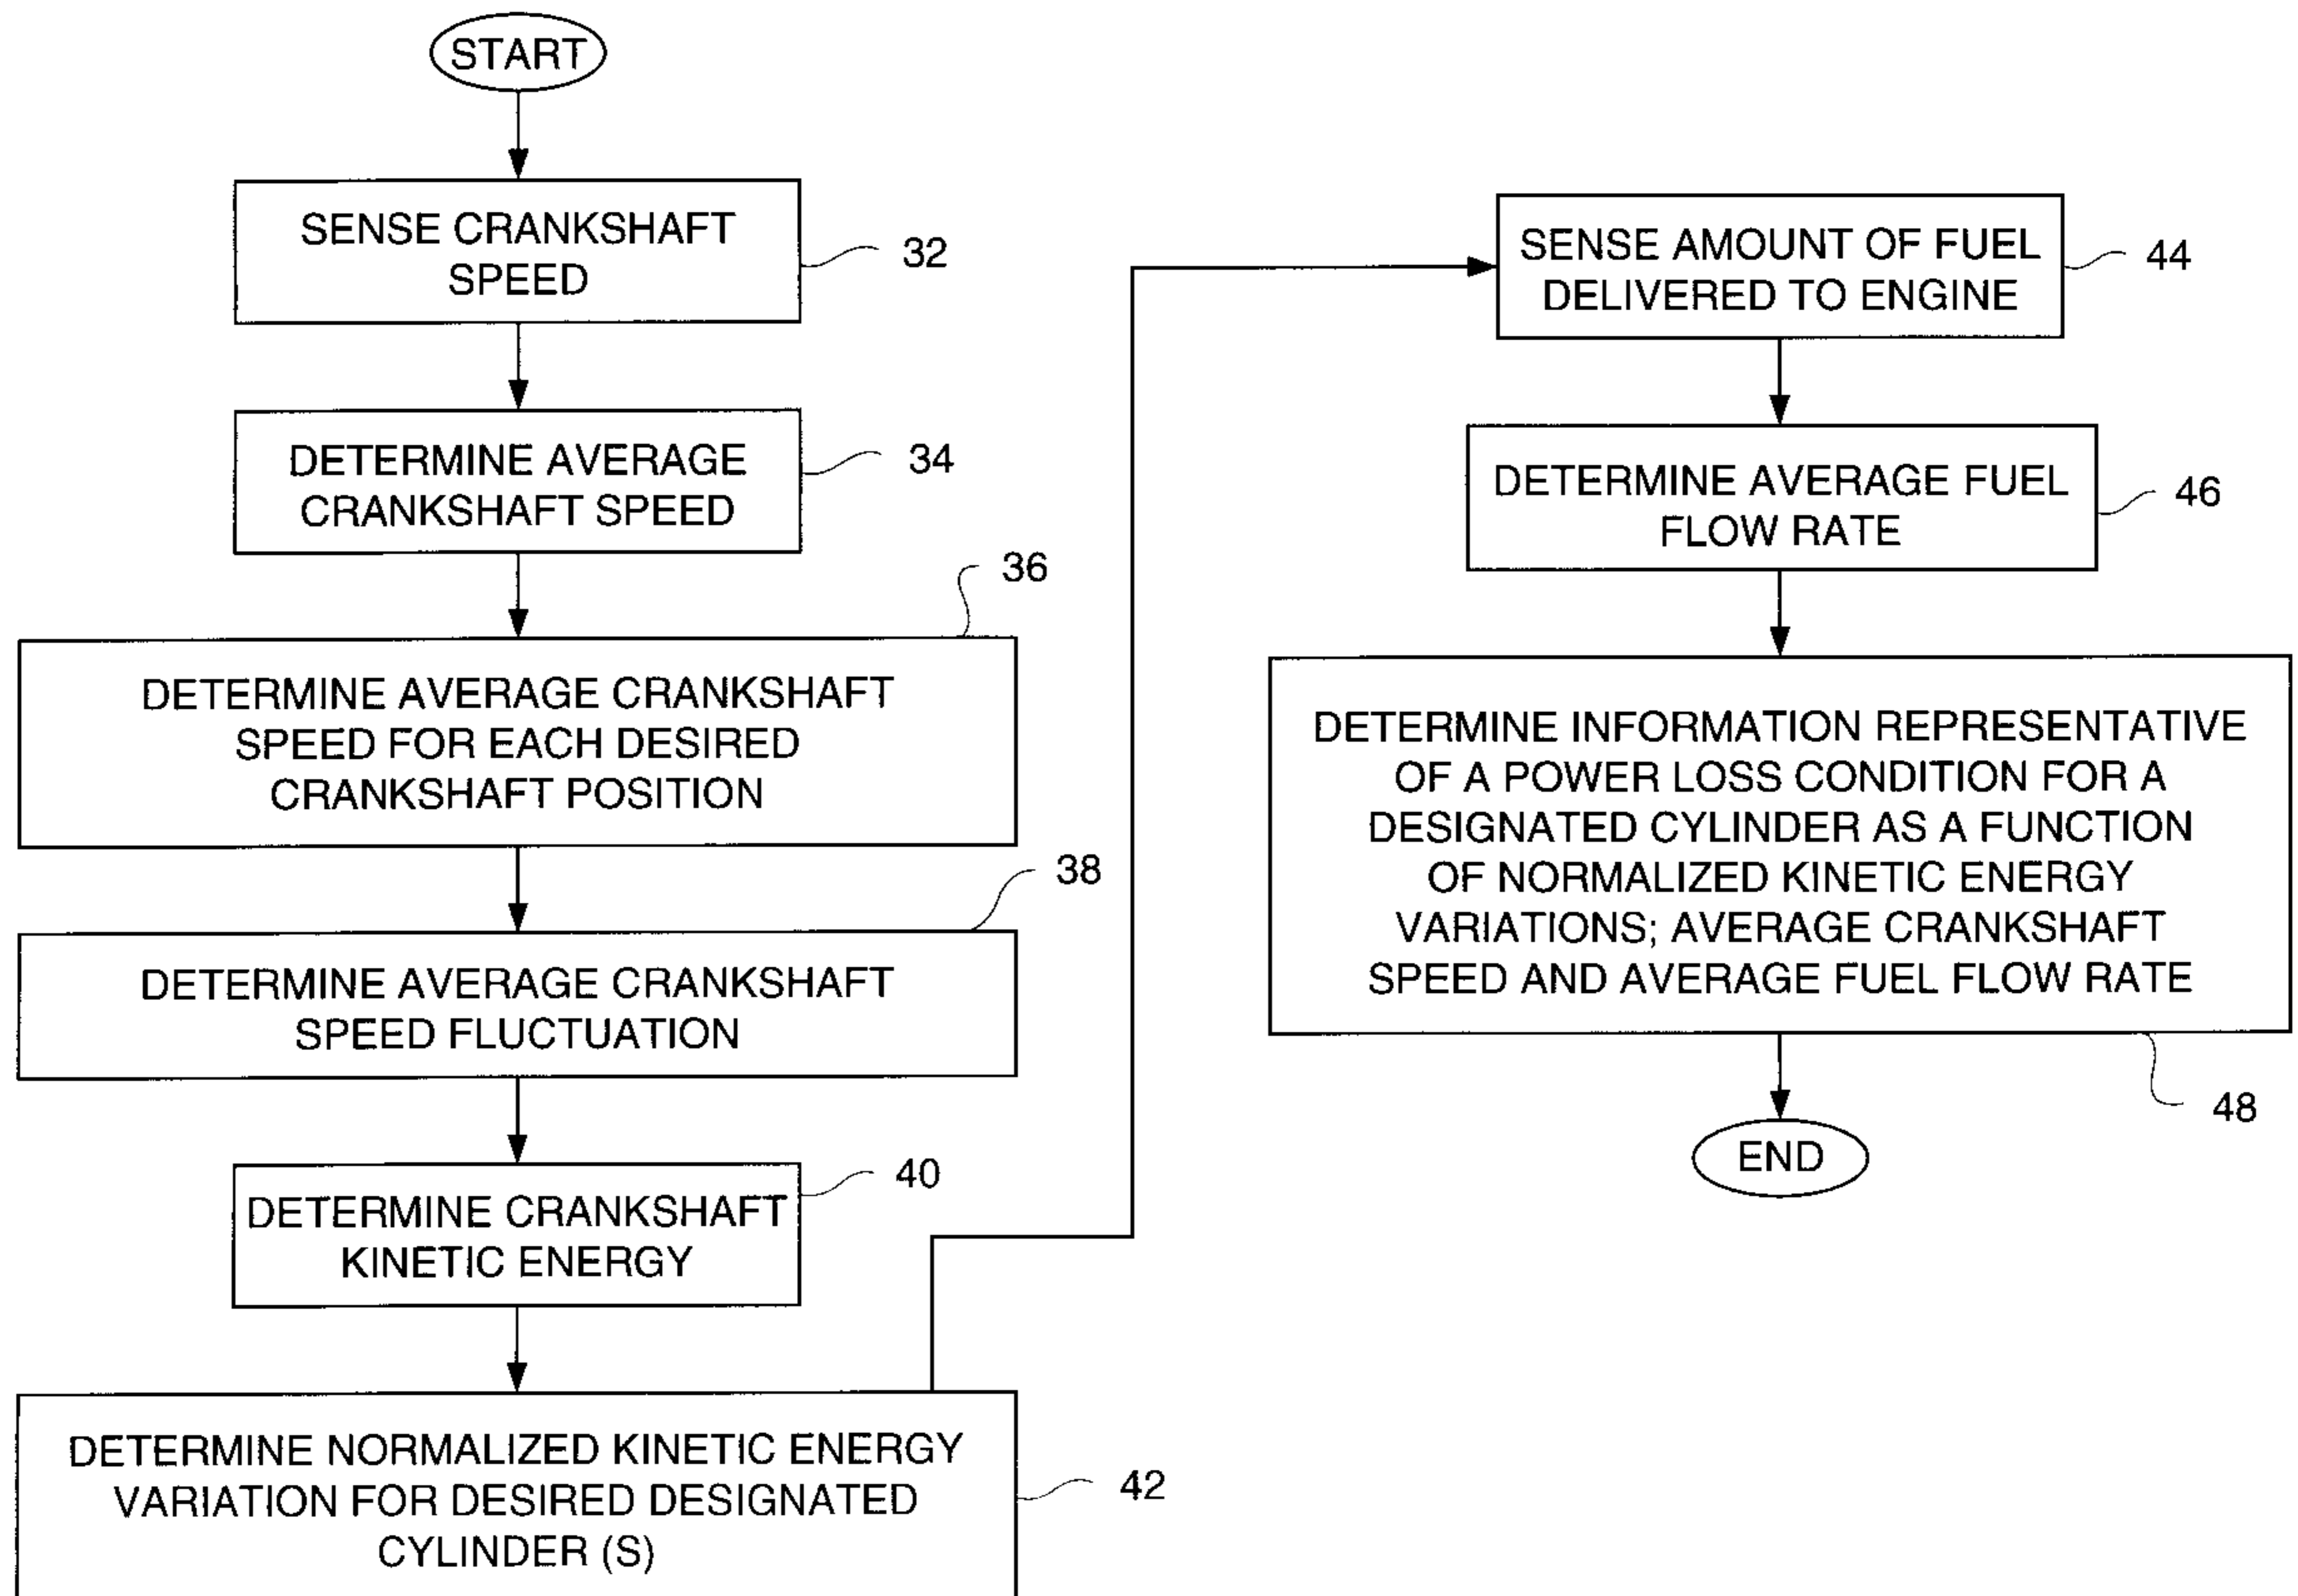 START
SENSE CRANKSHAFT
SPEED
32
DETERMINE AVERAGE
CRANKSHAFT SPEED
34
36
DETERMINE AVERAGE CRANKSHAFT
SPEED FOR EACH DESIRED
CRANKSHAFT POSITION
38
DETERMINE AVERAGE CRANKSHAFT
SPEED FLUCTUATION
DETERMINE CRANKSHAFT
KINETIC ENERGY
40
DETERMINE NORMALIZED KINETIC ENERGY
VARIATION FOR DESIRED DESIGNATED
CYLINDER (S)
42
SENSE AMOUNT OF FUEL
DELIVERED TO ENGINE
44
DETERMINE AVERAGE FUEL
FLOW RATE
46
DETERMINE INFORMATION REPRESENTATIVE
OF A POWER LOSS CONDITION FOR A
DESIGNATED CYLINDER AS A FUNCTION
OF NORMALIZED KINETIC ENERGY
VARIATIONS; AVERAGE CRANKSHAFT
SPEED AND AVERAGE FUEL FLOW RATE
48
END